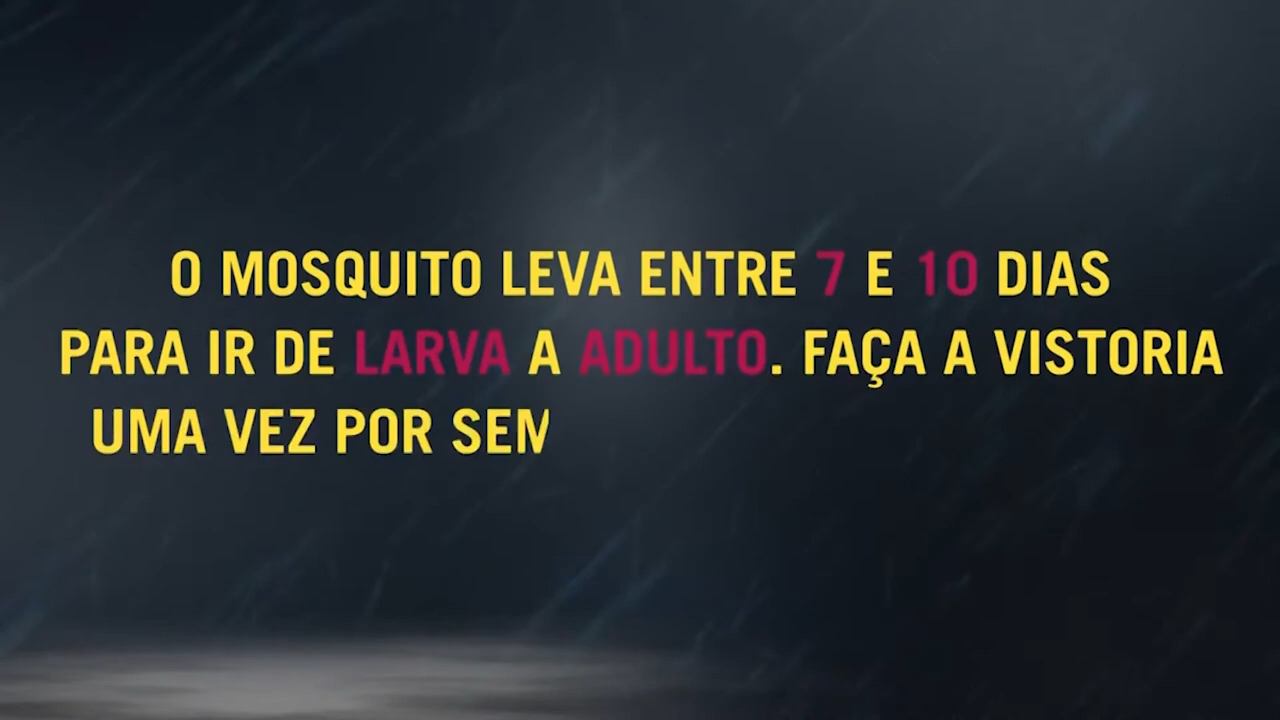 O MOSQUITO LEVA ENTRE 7 E 10 DIAS
PARA IR DE LARVA A ADULTO. FAÇA A VISTORIA
UMA VEZ POR SEM